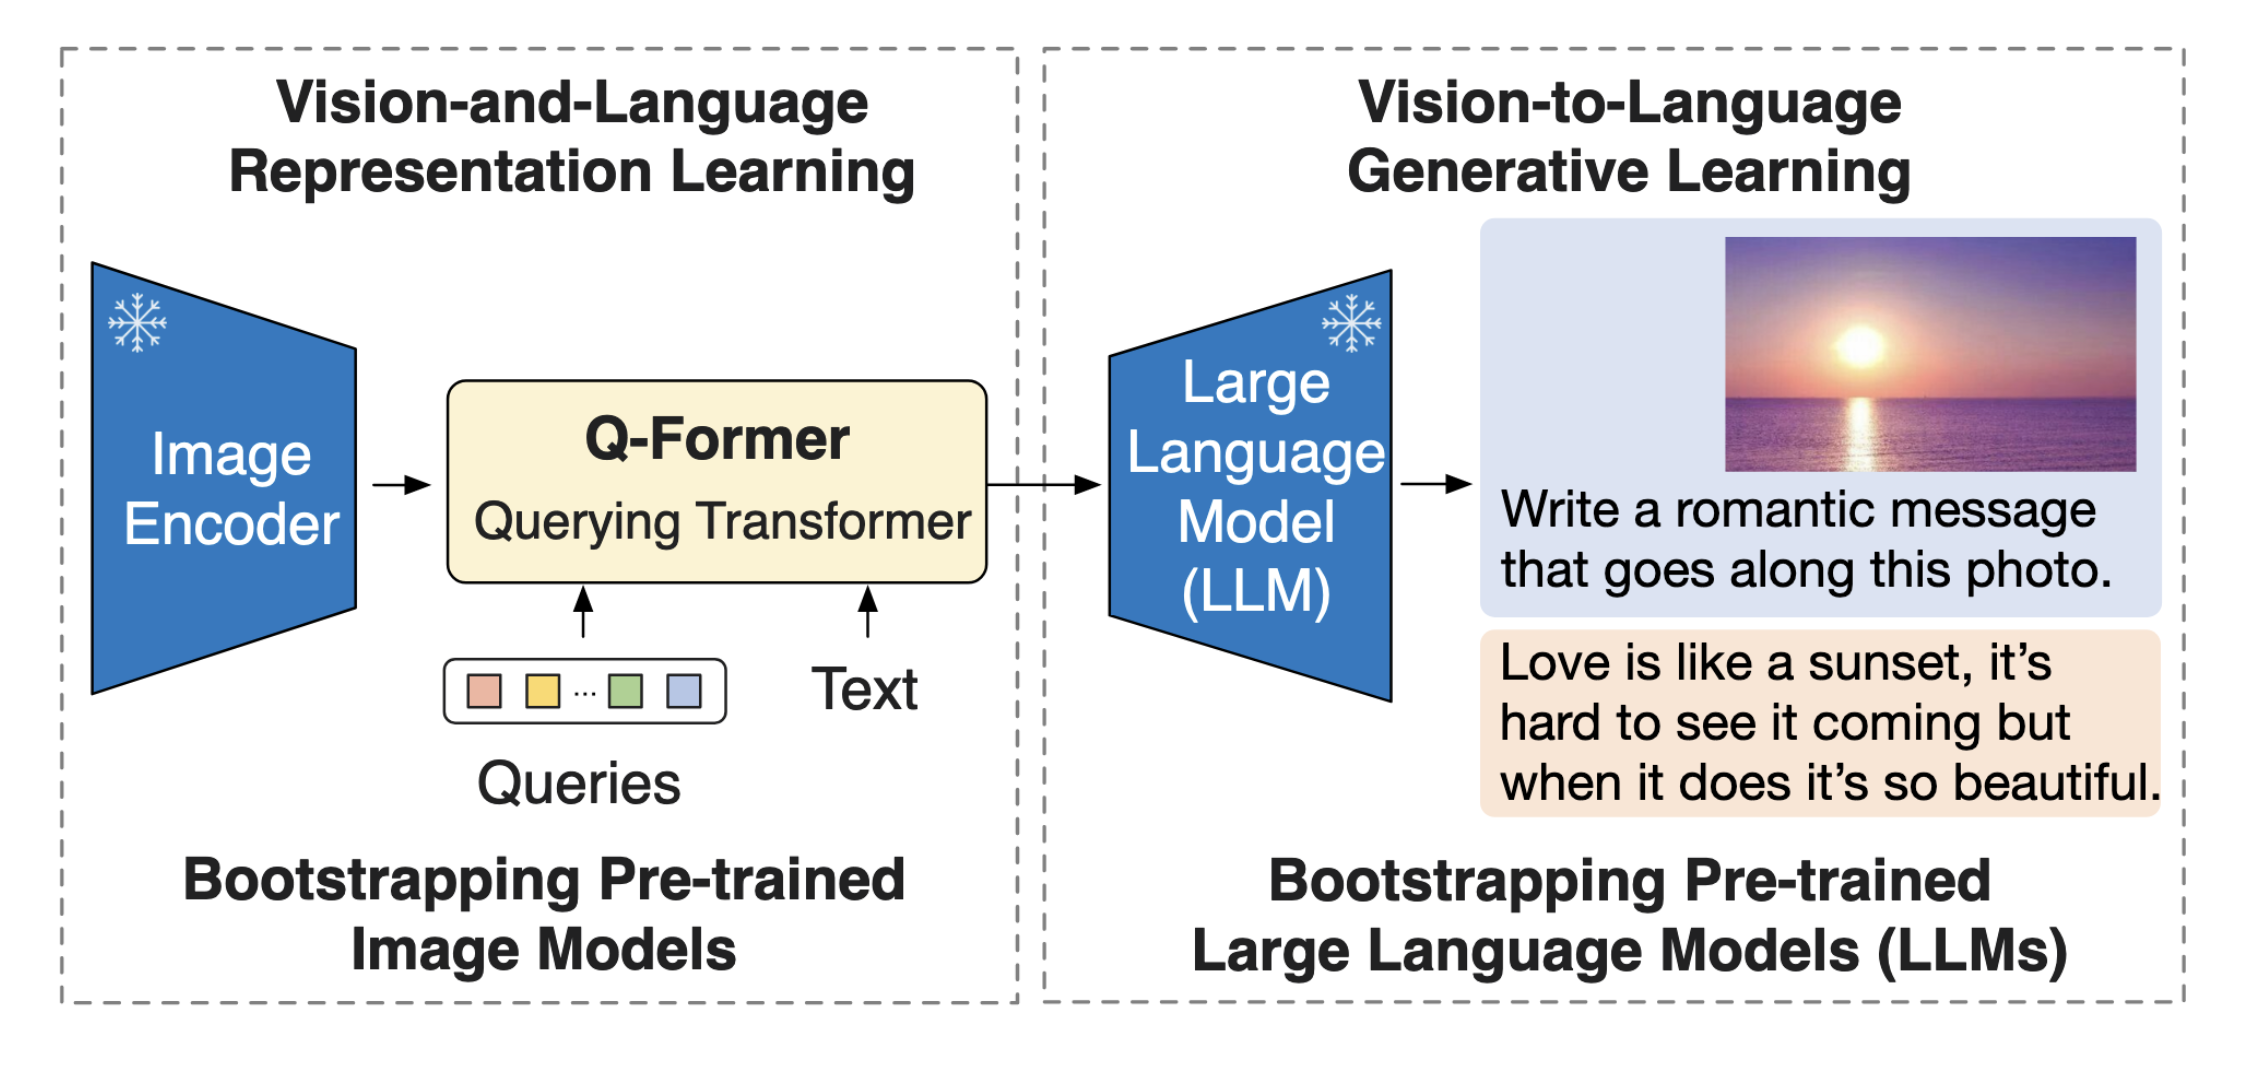 Vision-and-Language
Representation Learning
Image
Encoder
Q-Former
Querying Transformer
...
Queries
Text
Bootstrapping Pre-trained
Image Models
Vision-to-Language
Generative Learning
Large
Language
Model
(LLM)
Write a romantic message
that goes along this photo.
Love is like a sunset, it’s
hard to see it coming but
when it does it’s so beautiful.
Bootstrapping Pre-trained
Large Language Models (LLMs)